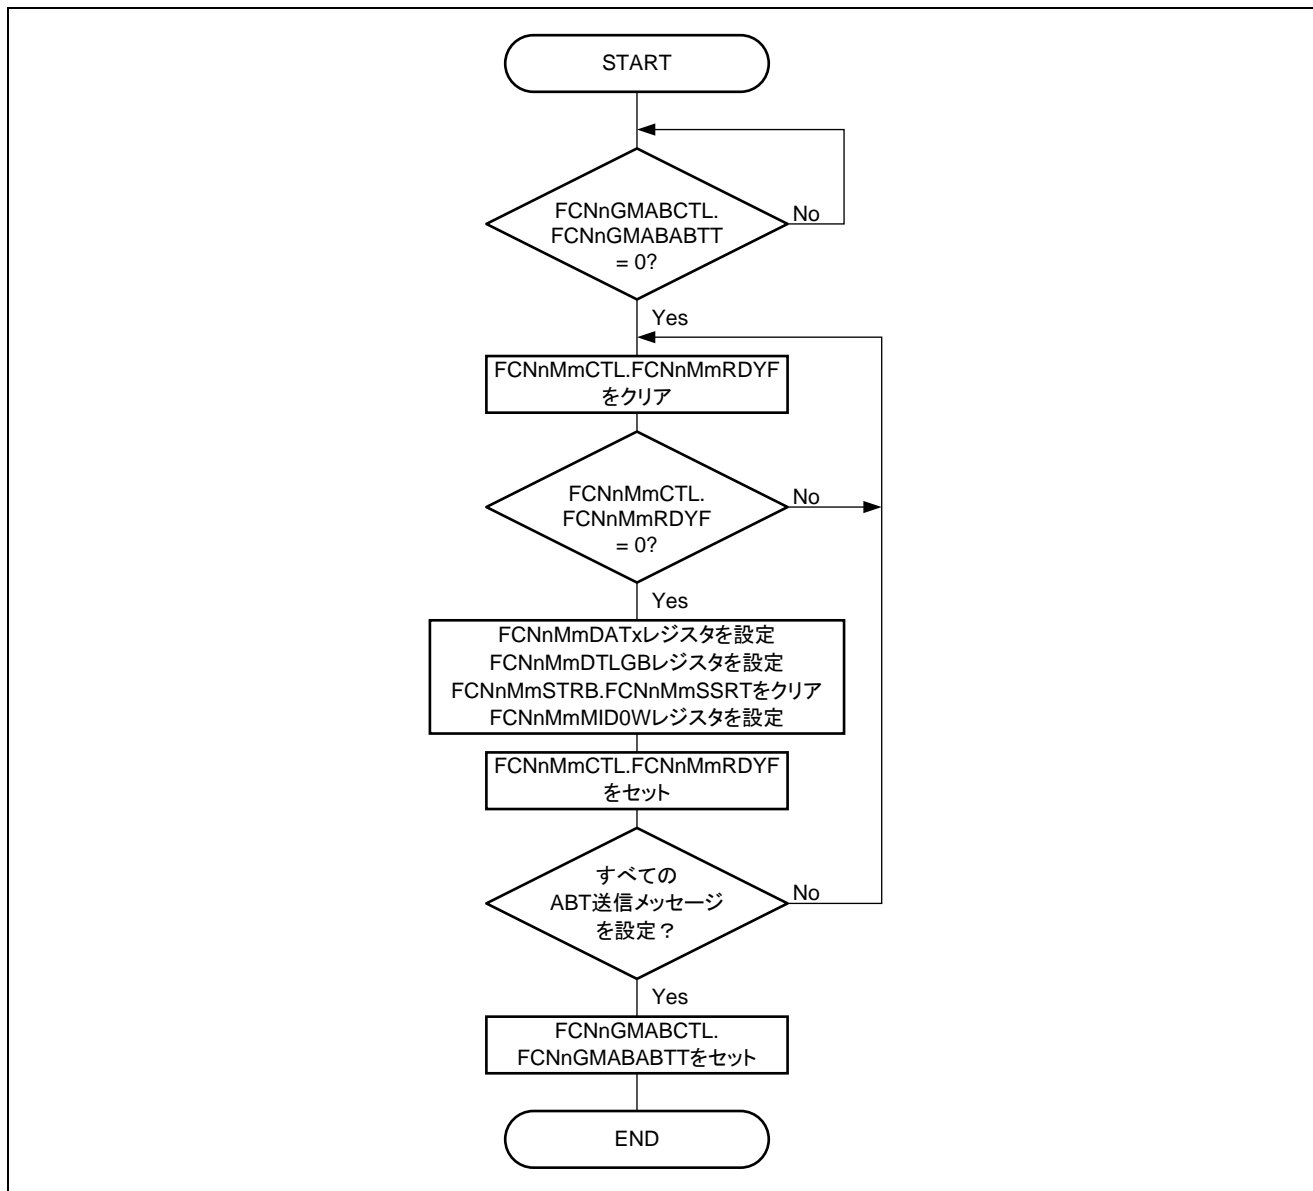 START
FCNnGMABCTL.
FCNnGMABABTT
= 0?
No
Yes
FCNnMmCTL.FCNnMmRDYF
をクリア
FCNnMmCTL.
FCNnMmRDYF
= 0?
No
Yes
FCNnMmDATxレジスタを設定
FCNnMmDTLGBレジスタを設定
FCNnMmSTRB.FCNnMmSSRTをクリア
FCNnMmMID0Wレジスタを設定
FCNnMmCTL.FCNnMmRDYF
をセット
すべての
ABT送信メッセージ
を設定？
No
Yes
FCNnGMABCTL.
FCNnGMABABTTをセット
END